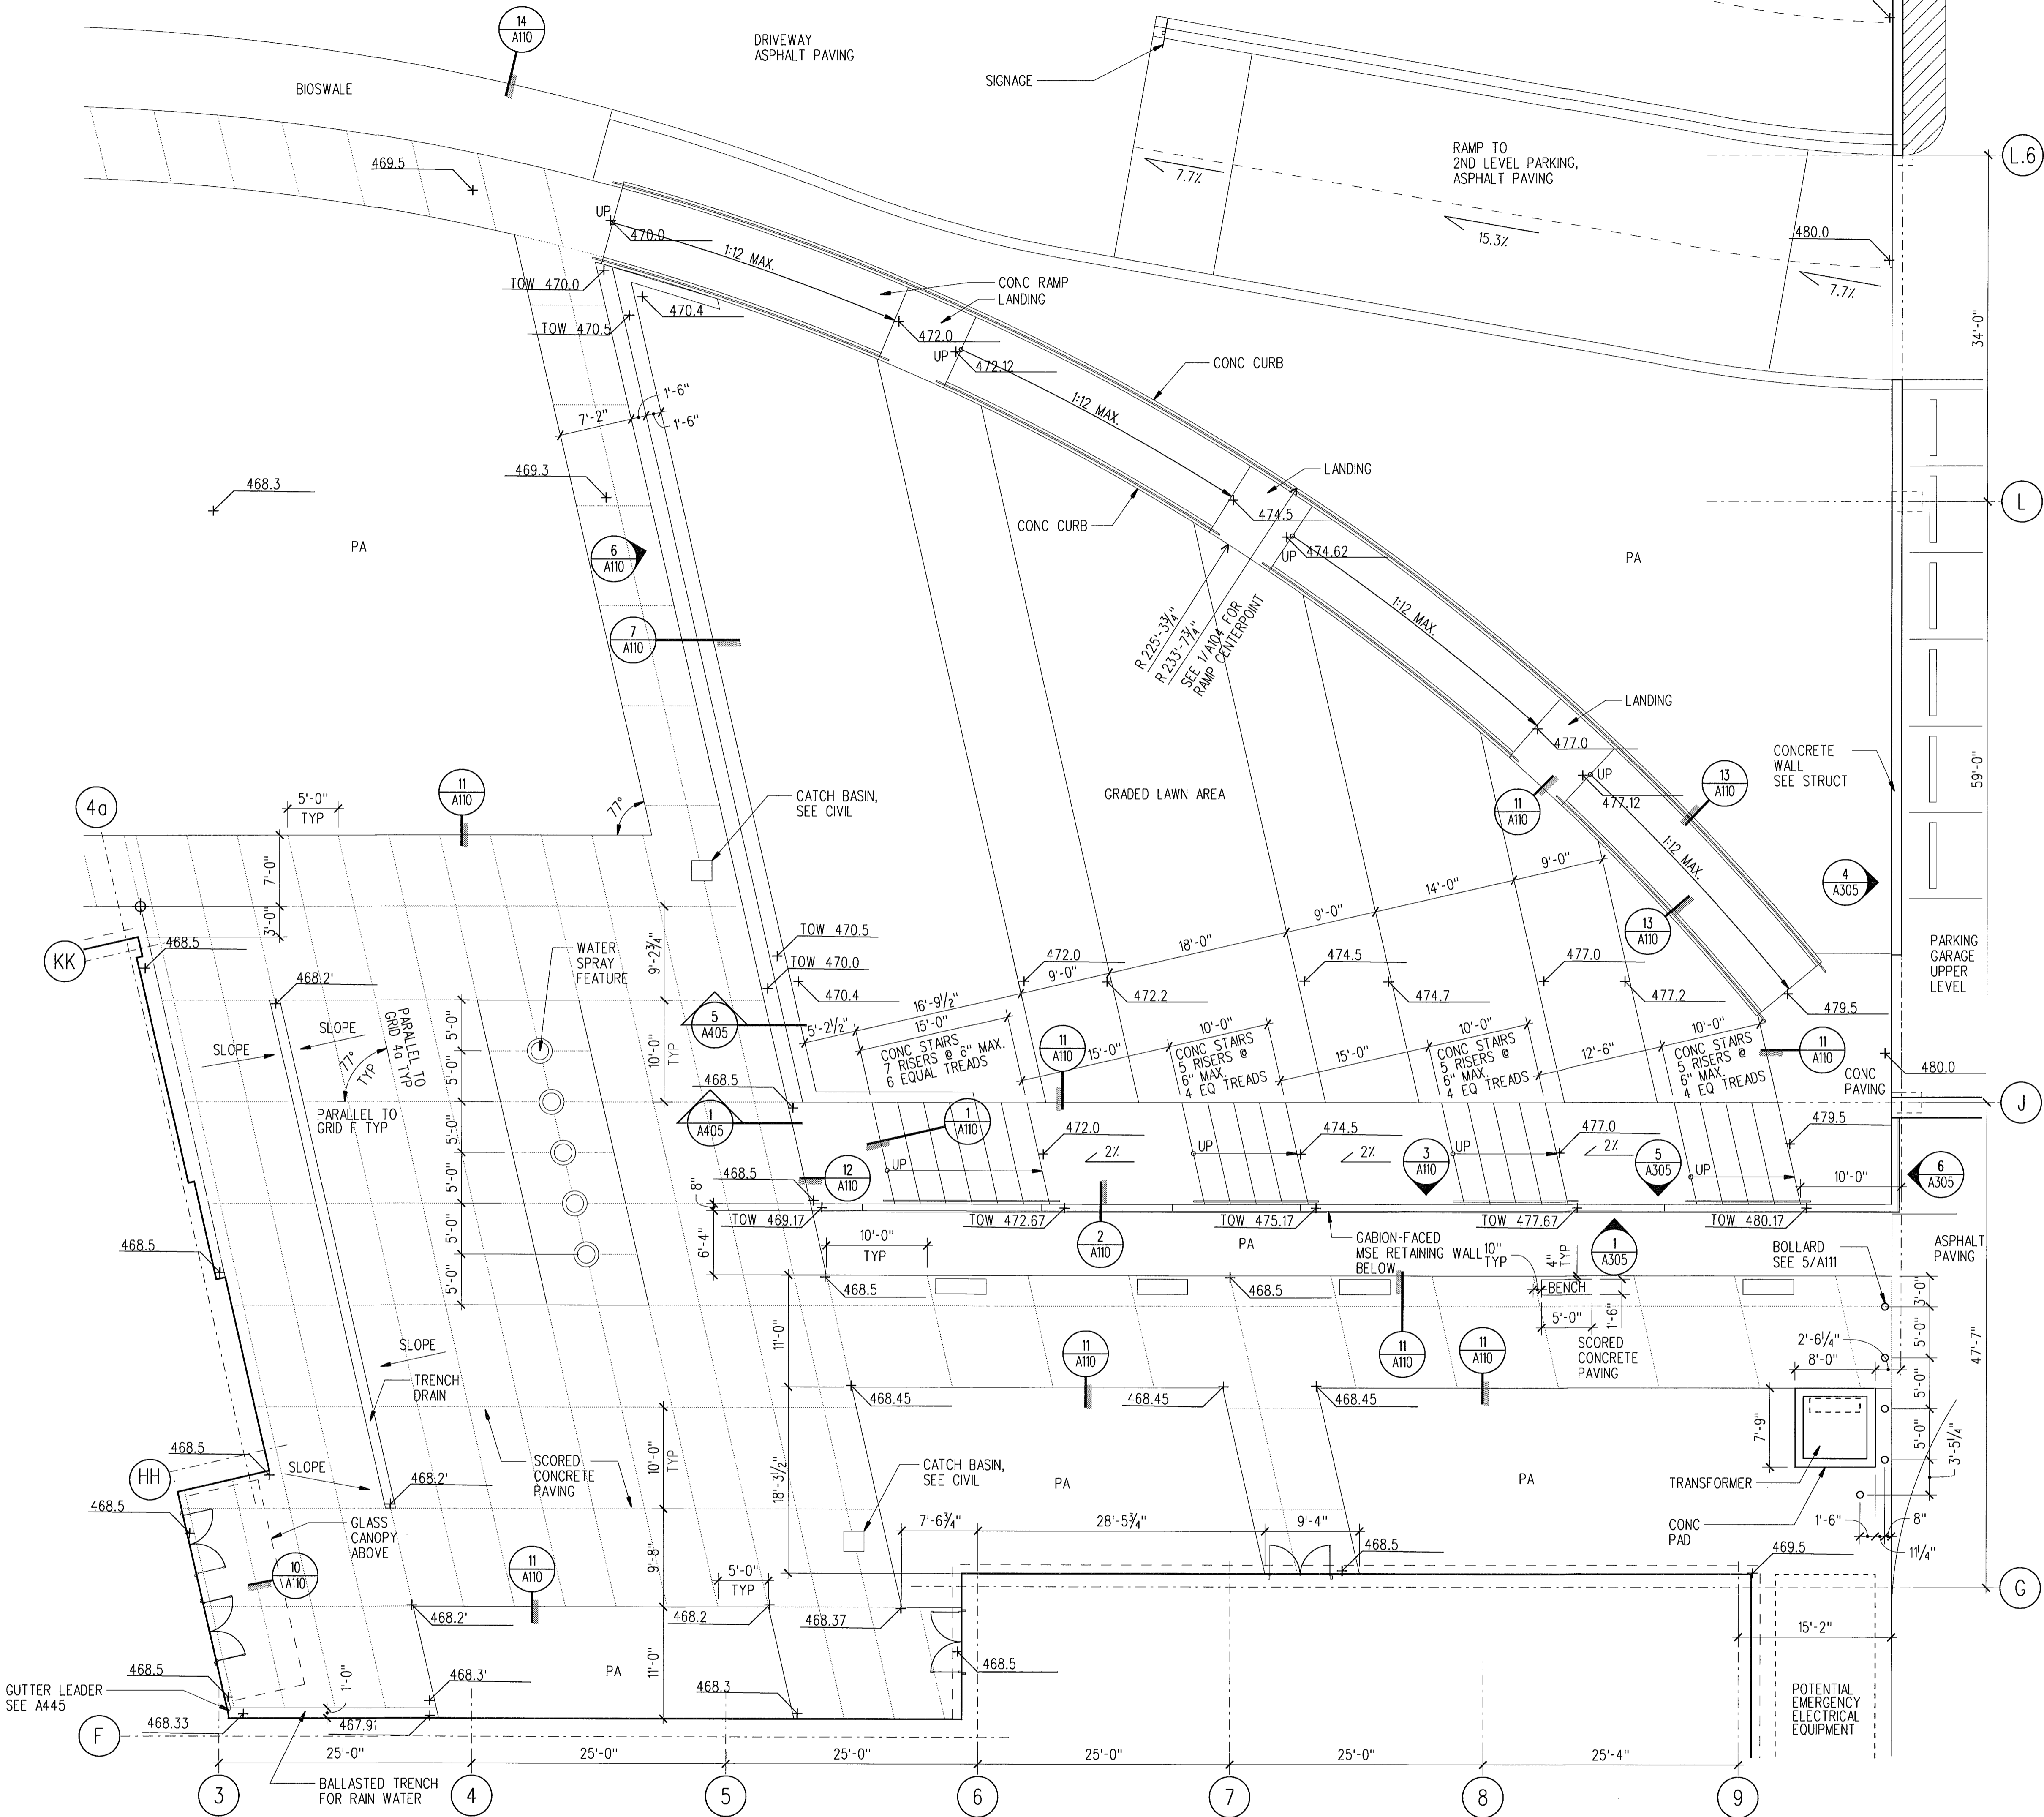 14
A110
DRIVEWAY
ASPHALT PAVING
BIOSWALE
SIGNAGE
RAMP TO
2ND LEVEL PARKING,
ASPHALT PAVING
7.7%
15.3%
480.0
7.7%
L.6
34'-0"
469.5
UP
470.0
1:12 MAX.
CONC RAMP
LANDING
TOW 470.0
470.4
TOW 470.5
472.0
UP
472.12
CONC CURB
1:12 MAX.
1'-6"
1'-6"
7'-2"
469.3
468.3
LANDING
L
CONC CURB
474.5
PA
PA
6
A110
474.62
UP
7
A110
R 225'-3¾"
R 233'-7¾"
SEE 1/A104 FOR
RAMP CENTERPOINT
1:12 MAX.
LANDING
477.0
CONCRETE
WALL
SEE STRUCT
59'-0"
UP
477.12
13
A110
11
A110
1:12 MAX.
4a
5'-0"
TYP
11
A110
77°
CATCH BASIN,
SEE CIVIL
GRADED LAWN AREA
7'-0"
3'-0"
9'-0"
14'-0"
9'-0"
18'-0"
9'-0"
16'-9½"
4
A305
13
A110
KK
468.5
WATER
SPRAY
FEATURE
9'-2¾"
TOW 470.5
TOW 470.0
470.4
472.0
472.2
474.5
474.7
477.0
477.2
479.5
PARKING
GARAGE
UPPER
LEVEL
468.2'
SLOPE
SLOPE
PARALLEL TO
GRID 4a TYP
77°
TYP
PARALLEL TO
GRID F TYP
5'-0"
5'-0"
5'-0"
5'-0"
5'-0"
5'-0"
10'-0"
TYP
5
A405
5'-2½"
15'-0"
CONC STAIRS
7 RISERS @ 6" MAX.
6 EQUAL TREADS
11
A110
15'-0"
10'-0"
CONC STAIRS
5 RISERS @
6" MAX.
4 EQ TREADS
15'-0"
10'-0"
CONC STAIRS
5 RISERS @
6" MAX.
4 EQ TREADS
12'-6"
10'-0"
CONC STAIRS
5 RISERS @
6" MAX.
4 EQ TREADS
11
A110
CONC
PAVING
480.0
J
468.5
1
A405
1
A110
472.0
2%
474.5
2%
477.0
2%
479.5
UP
UP
UP
UP
3
A110
5
A305
6
A305
10'-0"
468.5
12
A110
8"
TOW 469.17
TOW 472.67
TOW 475.17
TOW 477.67
TOW 480.17
6'-4"
10'-0"
TYP
2
A110
PA
GABION-FACED
MSE RETAINING WALL
BELOW
10"
TYP
4"
TYP
1
A305
BOLLARD
SEE 5/A111
ASPHALT
PAVING
468.5
468.5
468.5
BENCH
5'-0"
1'-6"
3'-0"
5'-0"
5'-0"
5'-0"
3'-5¼"
47'-7"
2'-6¼"
8'-0"
SCORED
CONCRETE
PAVING
11'-0"
11
A110
11
A110
11
A110
SLOPE
TRENCH
DRAIN
468.45
468.45
468.45
7'-9"
18'-3½"
10'-0"
TYP
468.5
HH
SLOPE
468.2'
SCORED
CONCRETE
PAVING
CATCH BASIN,
SEE CIVIL
PA
PA
TRANSFORMER
468.5
GLASS
CANOPY
ABOVE
7'-6¾"
28'-5¾"
9'-4"
CONC
PAD
1'-6"
8"
11¼"
10
A110
11
A110
9'-8"
5'-0"
TYP
468.5
469.5
G
468.2'
468.2
468.37
15'-2"
468.5
468.5
468.3'
PA
11'-0"
468.3
1'-0"
GUTTER LEADER
SEE A445
POTENTIAL
EMERGENCY
ELECTRICAL
EQUIPMENT
468.33
467.91
F
25'-0"
25'-0"
25'-0"
25'-0"
25'-0"
25'-4"
BALLASTED TRENCH
FOR RAIN WATER
3
4
5
6
7
8
9